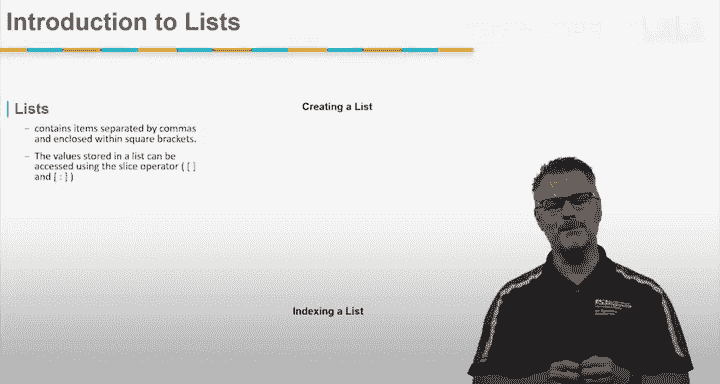 Introduction to Lists
Lists
– contains items separated by commas
and enclosed within square brackets.
– The values stored in a list can be
accessed using the slice operator ( [ ]
and [ : ] )
Creating a List
Indexing a List